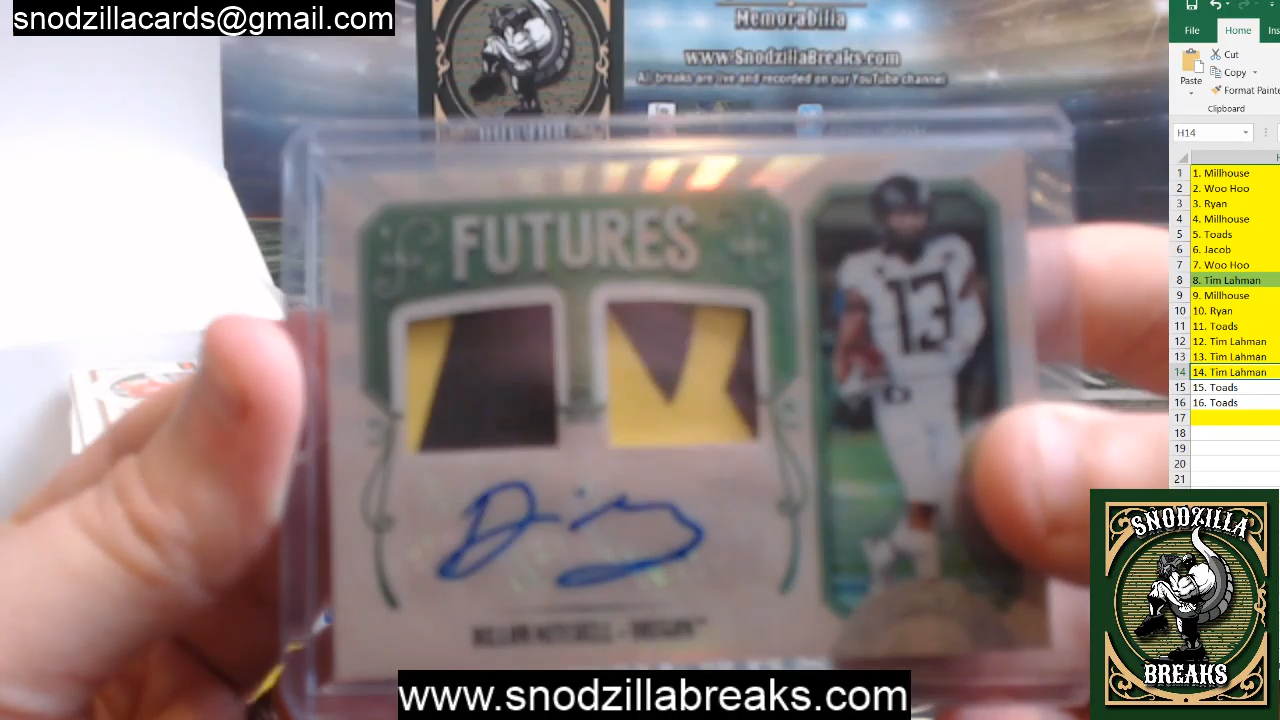 snodzillacards@gmail.com
Memorabilia
www.SnodzillaBreaks.com
All breaks are live and recorded on our YouTube channel
FUTURES
13
www.snodzillabreaks.com
File
Home
Ins
Cut
Copy
Paste
Format Painte
Clipboard
H14
H
1
1. Millhouse
2
2. Woo Hoo
3
3. Ryan
4
4. Millhouse
5
5. Toads
6
6. Jacob
7
7. Woo Hoo
8
8. Tim Lahman
9
9. Millhouse
10
10. Ryan
11
11. Toads
12
12. Tim Lahman
13
13. Tim Lahman
14
14. Tim Lahman
15
15. Toads
16
16. Toads
17
18
19
20
21
SNODZILLA
BREAKS